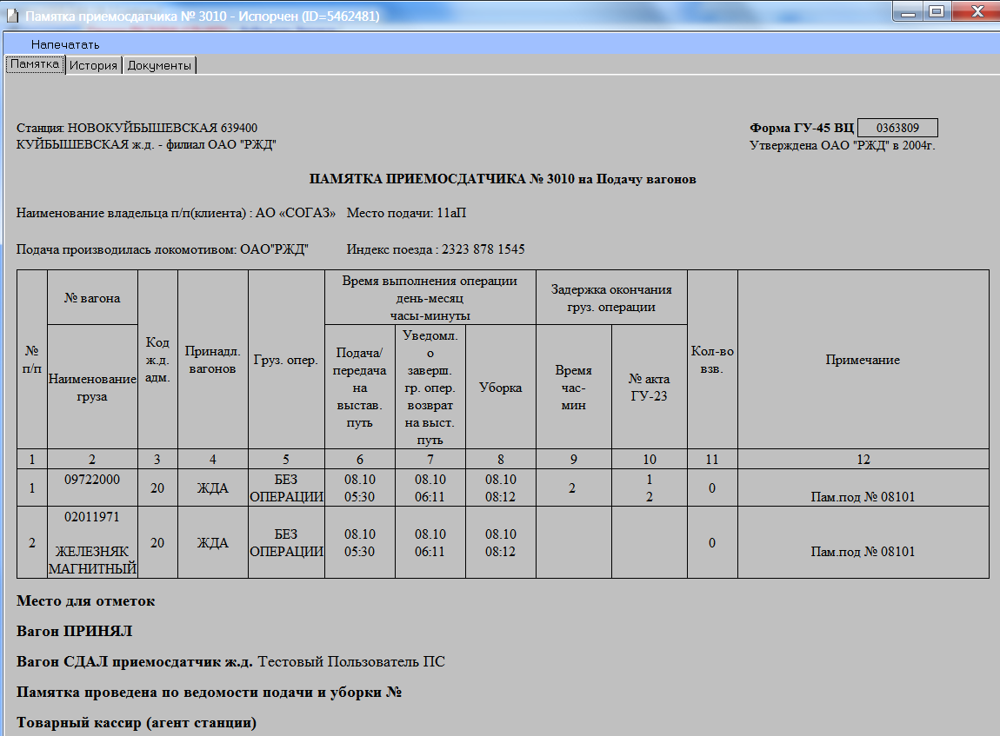 Памятка приемосдатчика № 3010 - Испорчен (ID=5462481)
Напечатать
Памятка История Документы
Станция: НОВОКУЙБЫШЕВСКАЯ 639400
КУЙБЫШЕВСКАЯ ж.д. - филиал ОАО "РЖД"
Форма ГУ-45 ВЦ 0363809
Утверждена ОАО "РЖД" в 2004г.
ПАМЯТКА ПРИЕМОСДАТЧИКА № 3010 на Подачу вагонов
Наименование владельца п/п(клиента) : АО «СОГАЗ» Место подачи: 11аП
Подача производилась локомотивом: ОАО"РЖД" Индекс поезда : 2323 878 1545
№
п/п
№ вагона
Наименование
груза
Код
ж.д.
адм.
Принадл.
вагонов
Груз. опер.
Время выполнения операции
день-месяц
часы-минуты
Подача/
передача
на
выстав.
путь
Уведомл.
о
заверш.
гр. опер.
возврат
на выст.
путь
Уборка
Задержка окончания
груз. операции
Время
час-
мин
№ акта
ГУ-23
Кол-во
взв.
Примечание
1 2 3 4 5 6 7 8 9 10 11 12
1
09722000
20
ЖДА
БЕЗ
ОПЕРАЦИИ
08.10
05:30
08.10
06:11
08.10
08:12
2
1
2
0
Пам.под № 08101
2
02011971
ЖЕЛЕЗНЯК
МАГНИТНЫЙ
20
ЖДА
БЕЗ
ОПЕРАЦИИ
08.10
05:30
08.10
06:11
08.10
08:12
0
Пам.под № 08101
Место для отметок
Вагон ПРИНЯЛ
Вагон СДАЛ приемосдатчик ж.д. Тестовый Пользователь ПС
Памятка проведена по ведомости подачи и уборки №
Товарный кассир (агент станции)